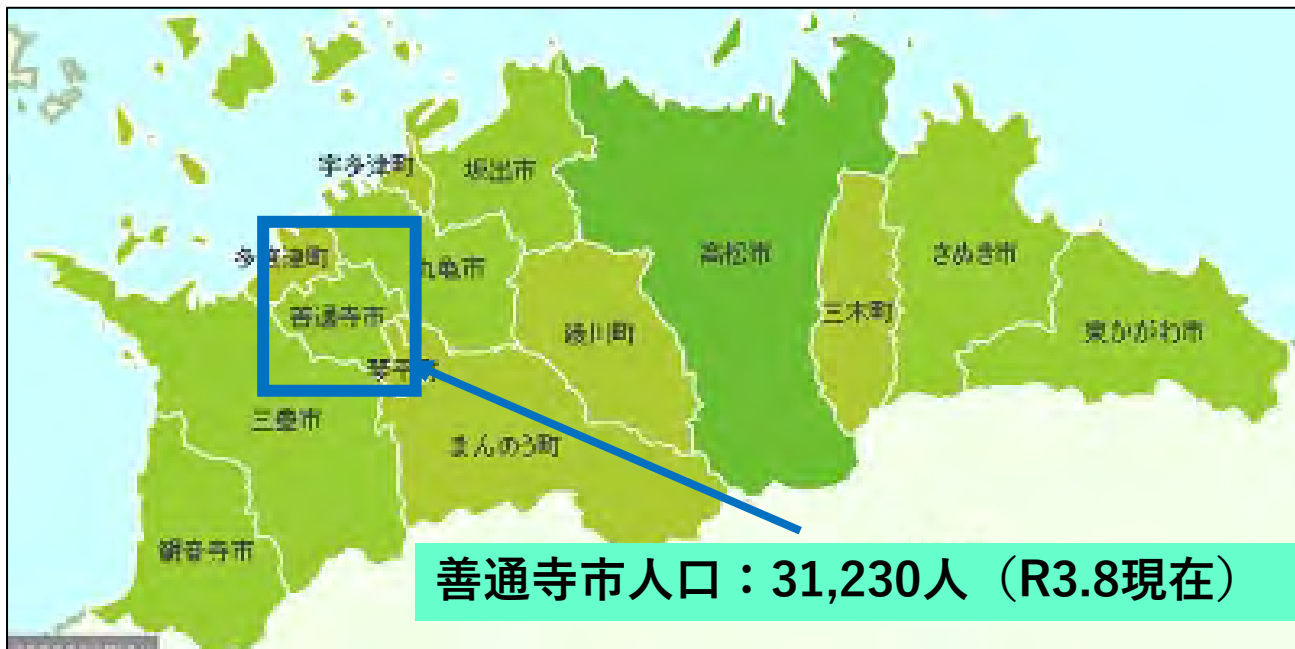 宇多津町
坂出市
多度津町
丸亀市
善通寺市
琴平町
三豊市
観音寺市
まんのう町
綾川町
高松市
三木町
さぬき市
東かがわ市
善通寺市人口：31,230人（R3.8現在）